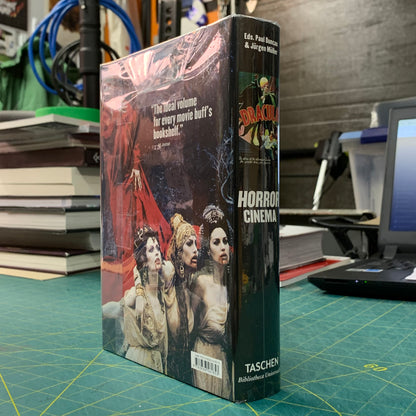 "The ideal volume
for every movie buff's
bookshelf."
Eds. Paul Duncan
& Jürgen Müller
DRACULA
HORROR
CINEMA
TASCHEN
Bibliotheca Universalis
60